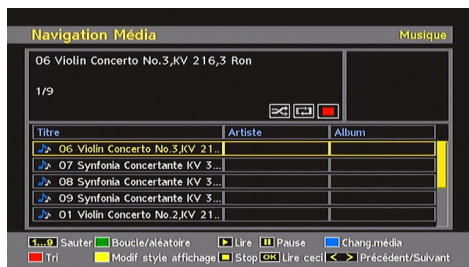 Navigation Média Musique
06 Violin Concerto No.3,KV 216,3 Ron
1/9
Titre Artiste Album
06 Violin Concerto No.3,KV 21..
07 Synfonia Concertante KV 3...
08 Synfonia Concertante KV 3...
09 Synfonia Concertante KV 3...
01 Violin Concerto No.2,KV 21..
1...9 Sauter Boucle/aléatoire Lire Pause Chang.média
Tri Modif style affichage Stop OK Lire ceci < > Précédent/Suivant